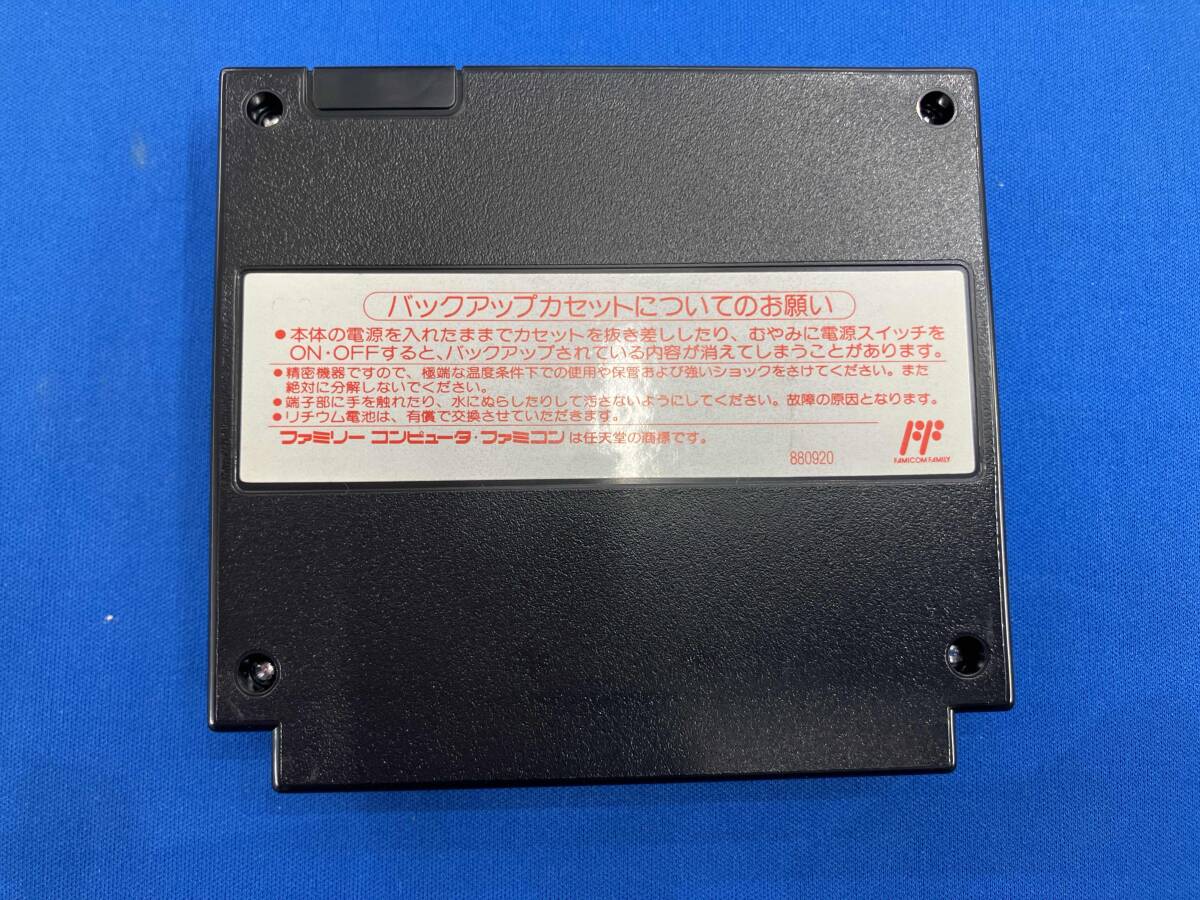 バックアップカセットについてのお願い
●本体の電源を入れたままでカセットを抜き差ししたり、むやみに電源スイッチを
ON・OFFすると、バックアップされている内容が消えてしまうことがあります。
●精密機器ですので、極端な温度条件下での使用や保管および強いショックをさけてください。また
絶対に分解しないでください。
●端子部に手を触れたり、水にぬらしたりして汚さないようにしてください。故障の原因となります。
●リチウム電池は、有償で交換させていただきます。
ファミリー コンピュータ・ファミコンは任天堂の商標です。
880920
FAMICOM FAMILY